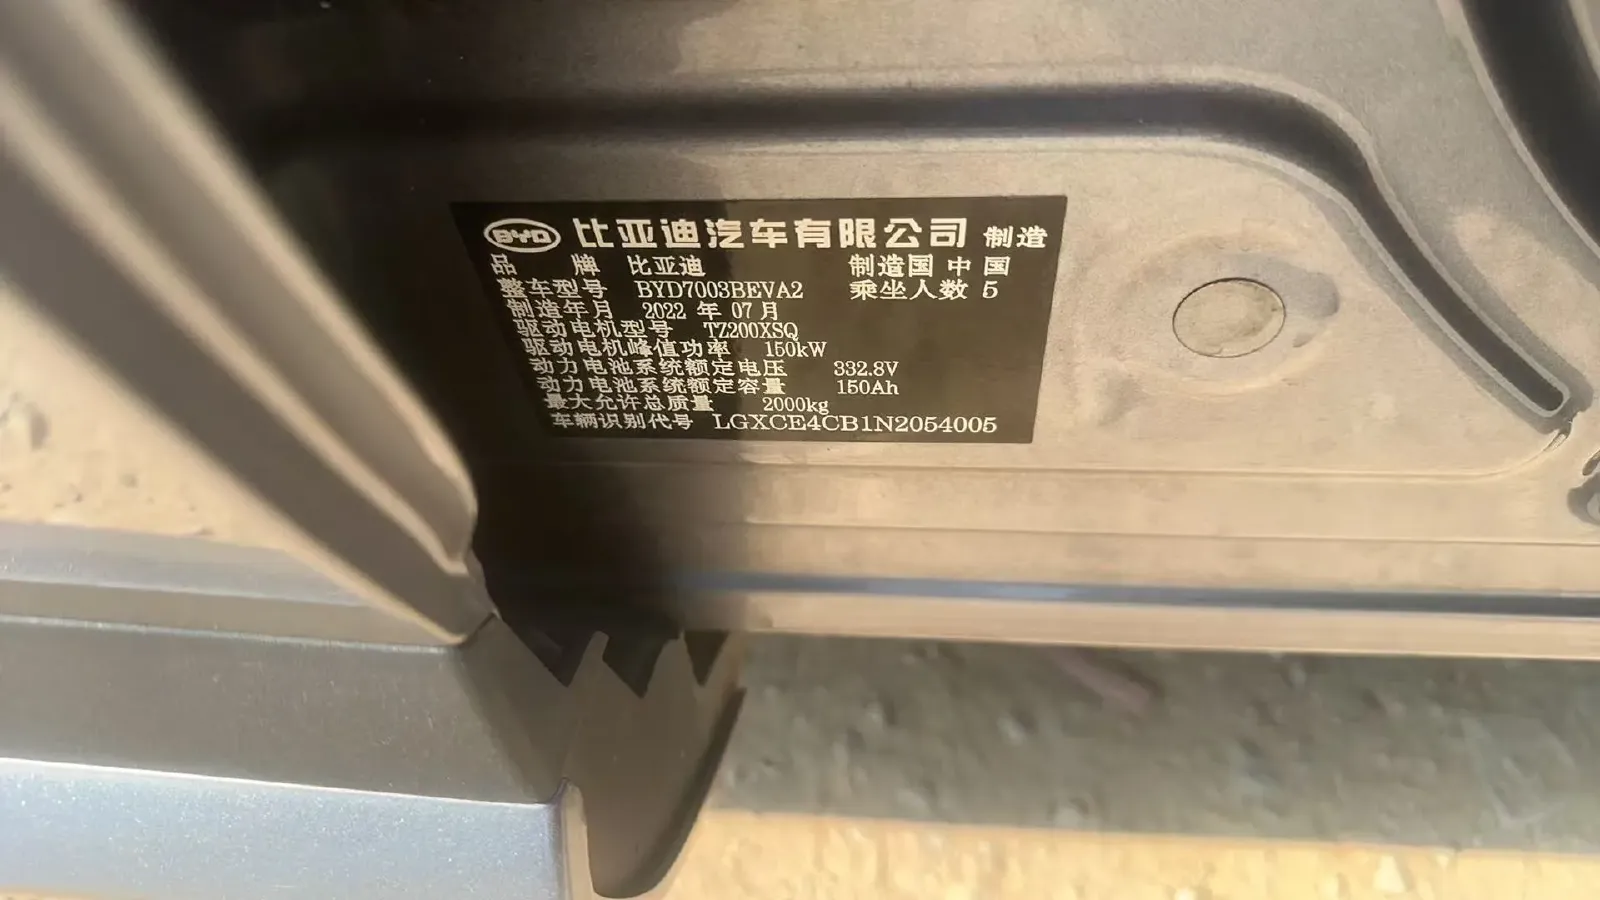 BYD 比亚迪汽车有限公司 制造
品 牌 比亚迪 制造国 中国
整车型号 BYD7003BEVA2 乘坐人数 5
制造年月 2022 年 07 月
驱动电机型号 TZ200XSQ
驱动电机峰值功率 150kW
动力电池系统额定电压 332.8V
动力电池系统额定容量 150Ah
最大允许总质量 2000kg
车辆识别代号 LGXCE4CB1N2054005